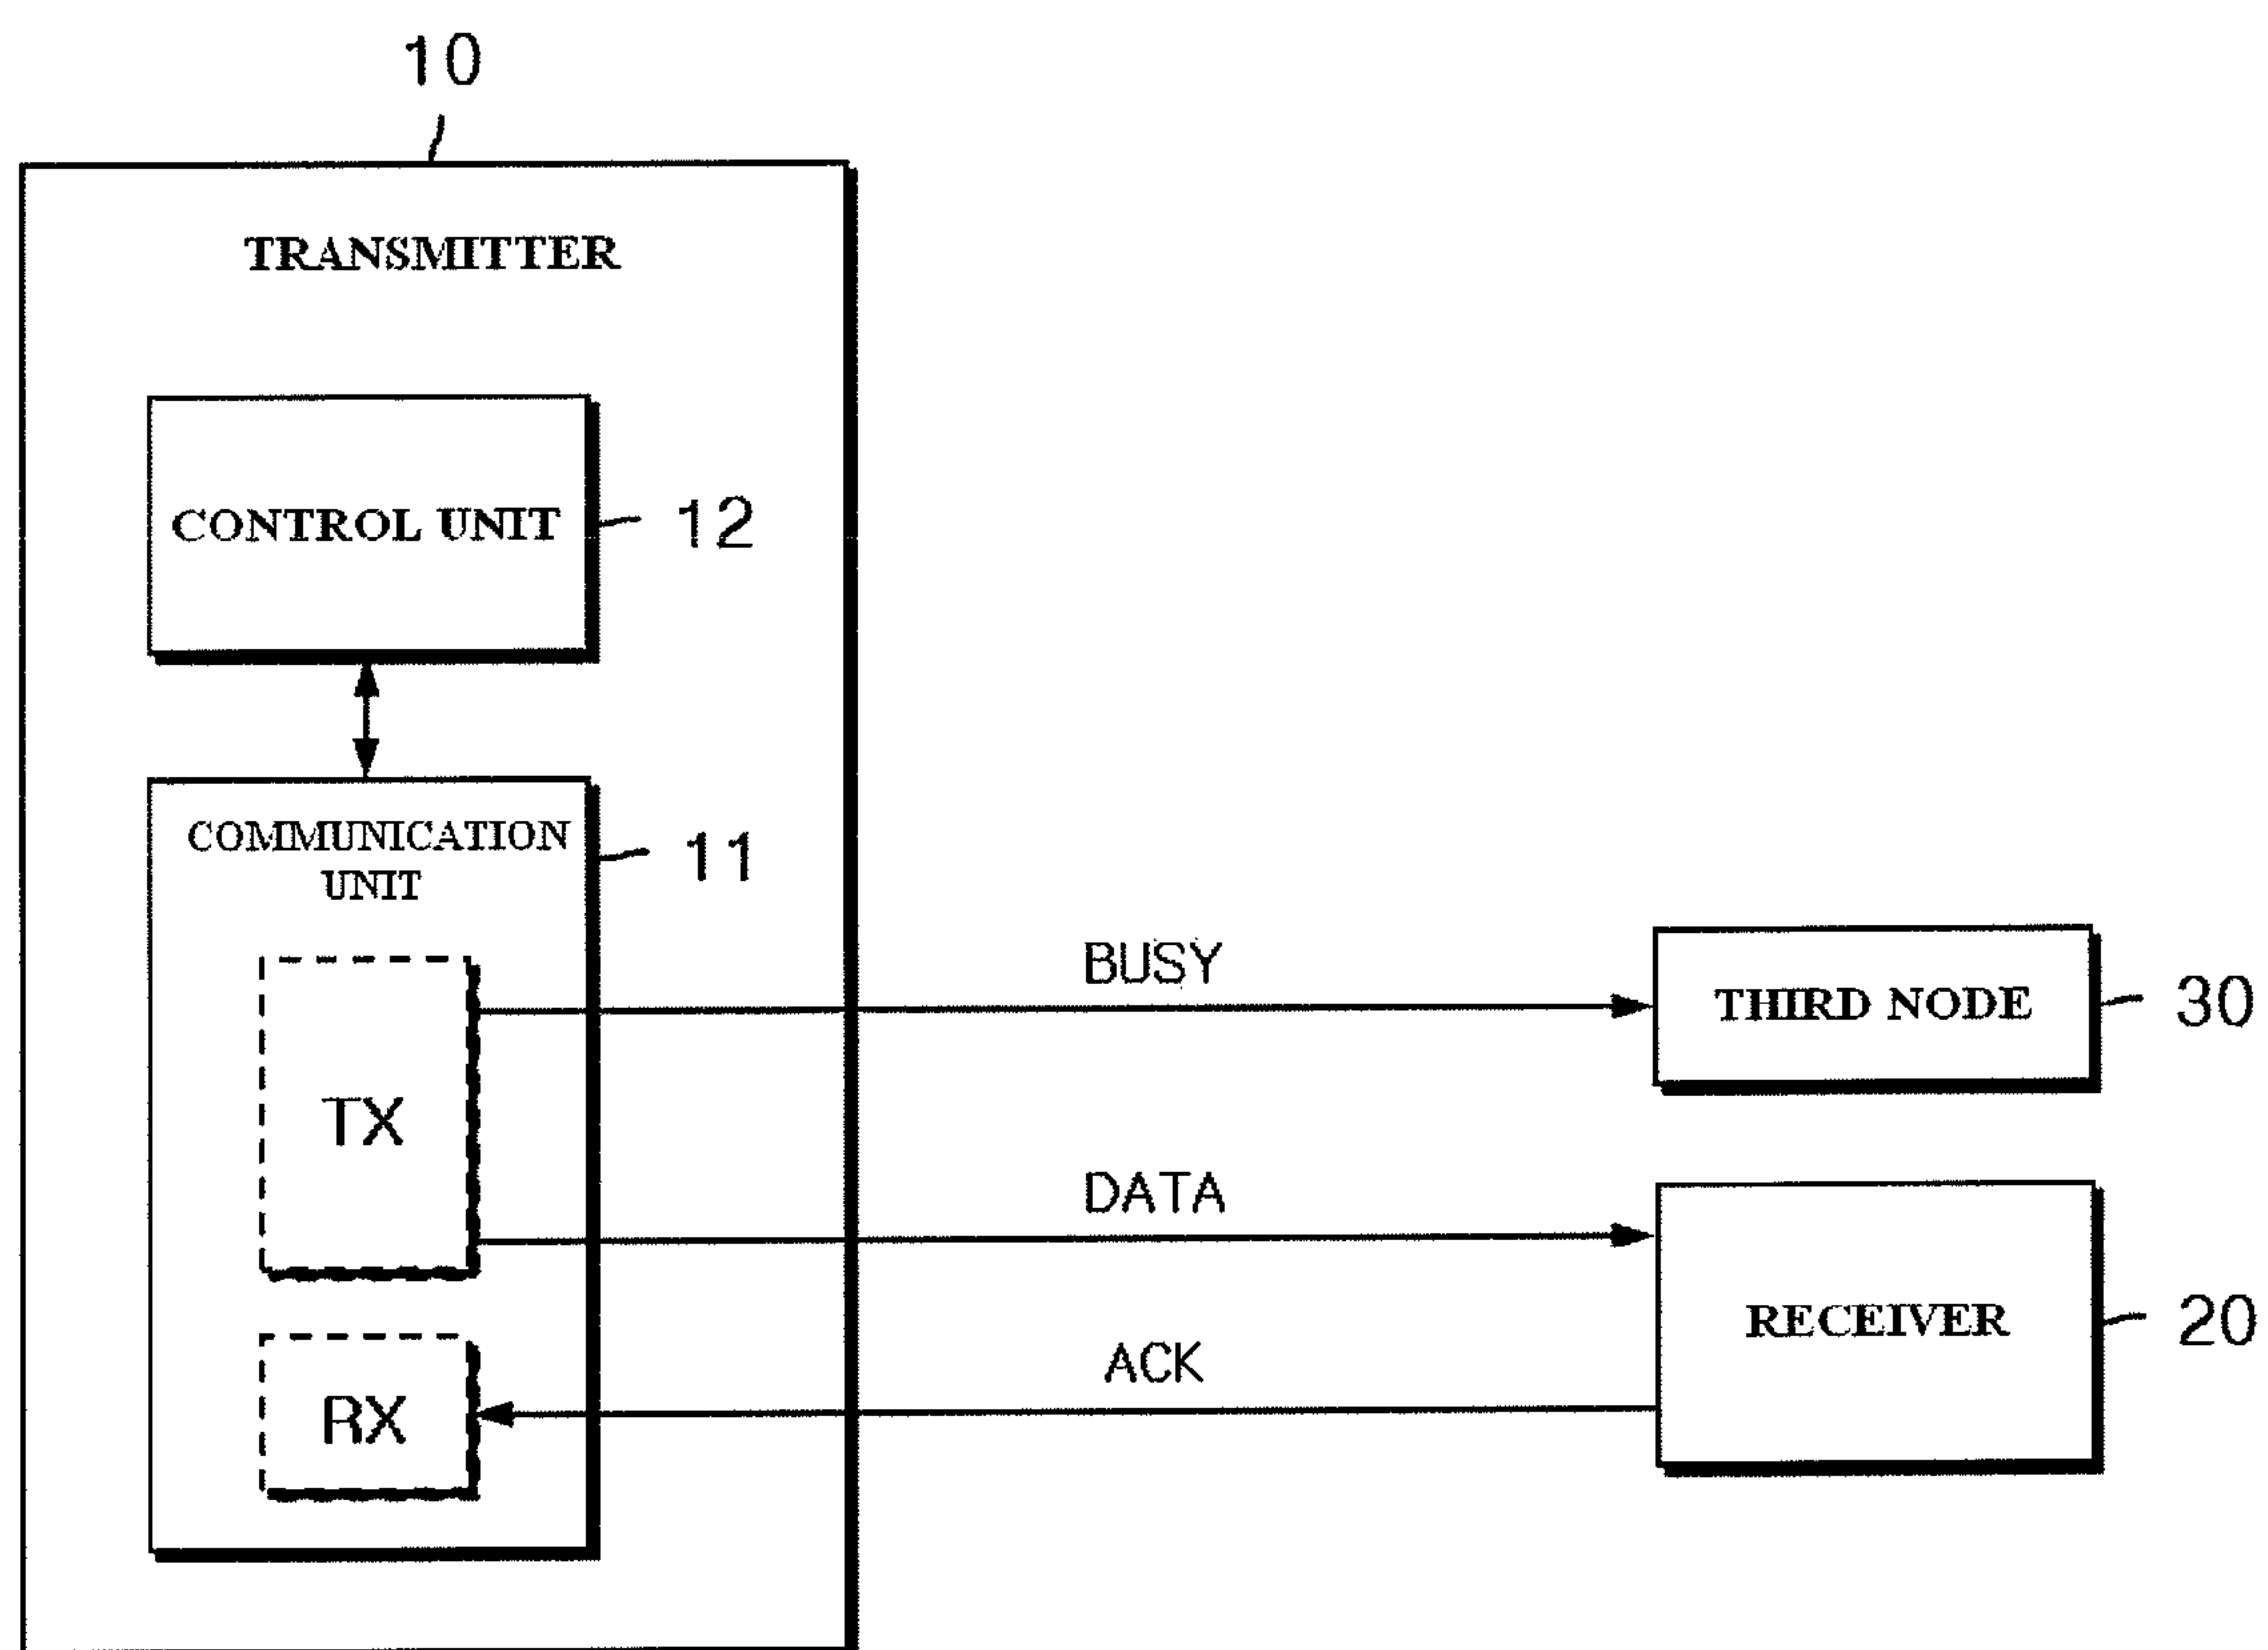 10
TRANSMITTER
CONTROL UNIT
12
COMMUNICATION
UNIT
11
TX
RX
BUSY
DATA
ACK
THIRD NODE
30
RECEIVER
20